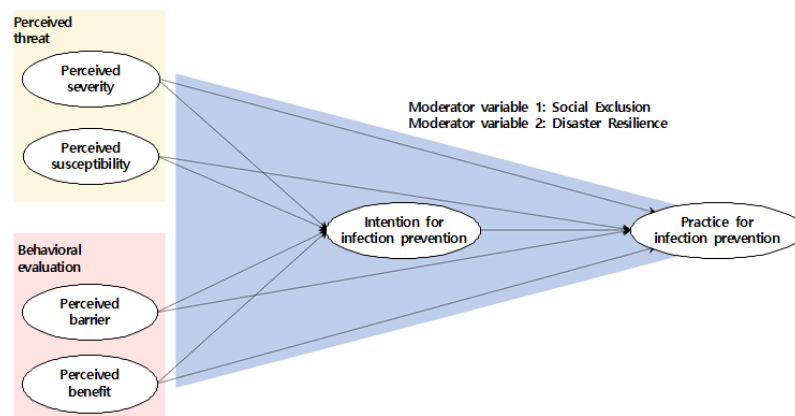 Perceived
threat
Perceived
severity
Perceived
susceptibility
Moderator variable 1: Social Exclusion
Moderator variable 2: Disaster Resilience
Intention for
infection prevention
Practice for
infection prevention
Behavioral
evaluation
Perceived
barrier
Perceived
benefit